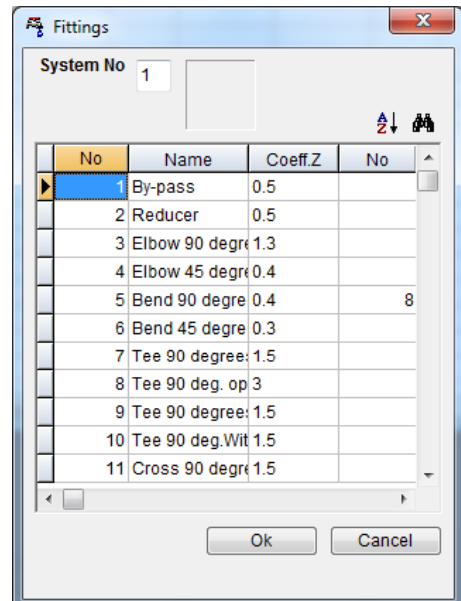 Fittings
System No 1
No Name Coeff.Z No
1 By-pass 0.5
2 Reducer 0.5
3 Elbow 90 degre 1.3
4 Elbow 45 degre 0.4
5 Bend 90 degre 0.4 8
6 Bend 45 degre 0.3
7 Tee 90 degree: 1.5
8 Tee 90 deg. op 3
9 Tee 90 degree: 1.5
10 Tee 90 deg.Wit 1.5
11 Cross 90 degre 1.5
Ok Cancel